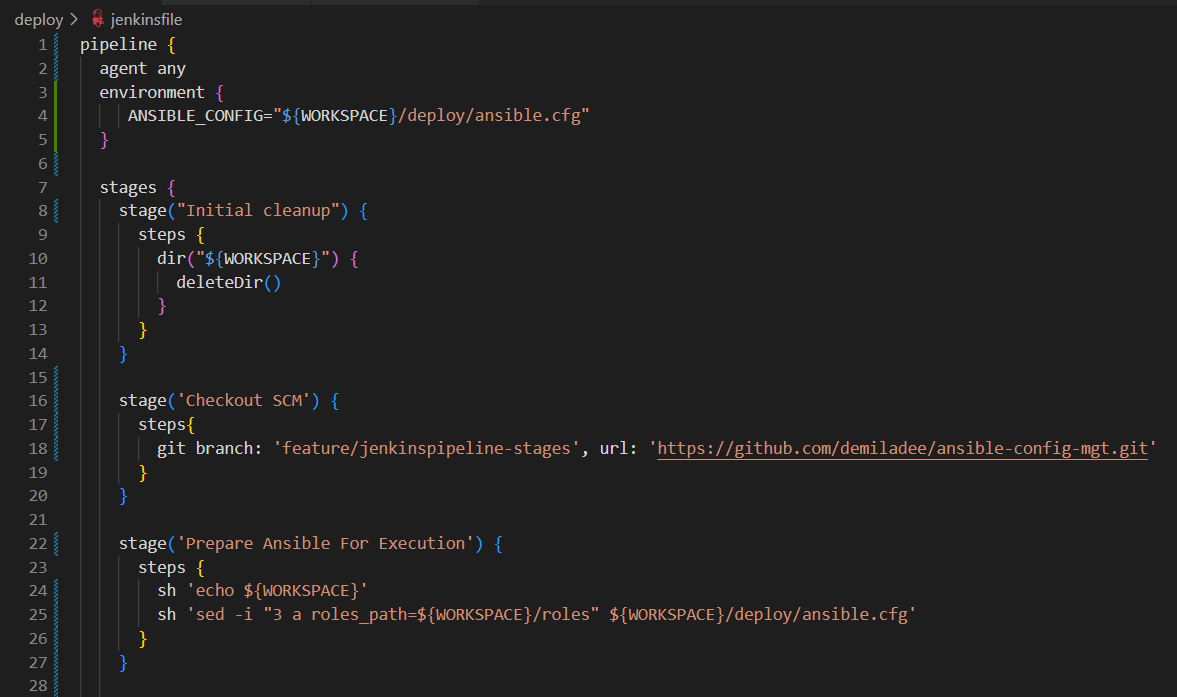 deploy > jenkinsfile
1 pipeline {
2   agent any
3   environment {
4      ANSIBLE_CONFIG="${WORKSPACE}/deploy/ansible.cfg"
5   }
6
7   stages {
8     stage("Initial cleanup") {
9       steps {
10         dir("${WORKSPACE}") {
11           deleteDir()
12         }
13       }
14     }
15
16     stage('Checkout SCM') {
17       steps{
18         git branch: 'feature/jenkinspipeline-stages', url: 'https://github.com/demiladee/ansible-config-mgt.git'
19       }
20     }
21
22     stage('Prepare Ansible For Execution') {
23       steps {
24         sh 'echo ${WORKSPACE}'
25         sh 'sed -i "3 a roles_path=${WORKSPACE}/roles" ${WORKSPACE}/deploy/ansible.cfg'
26       }
27     }
28